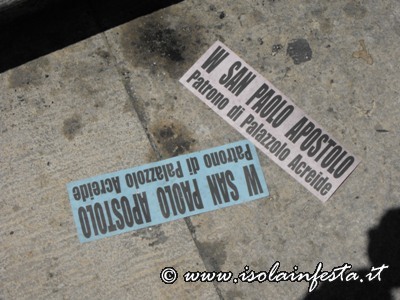 W SAN PAOLO APOSTOLO
Patrono di Palazzolo Acreide
W SAN PAOLO APOSTOLO
Patrono di Palazzolo Acreide
© www.isolainfesta.it